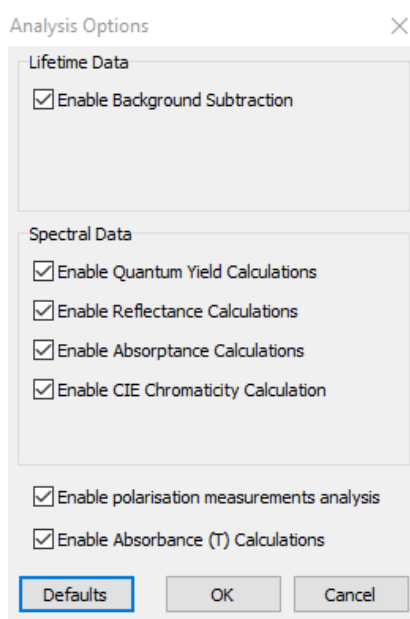 Analysis Options
Lifetime Data
Enable Background Subtraction
Spectral Data
Enable Quantum Yield Calculations
Enable Reflectance Calculations
Enable Absorptance Calculations
Enable CIE Chromaticity Calculation
Enable polarisation measurements analysis
Enable Absorbance (T) Calculations
Defaults OK Cancel